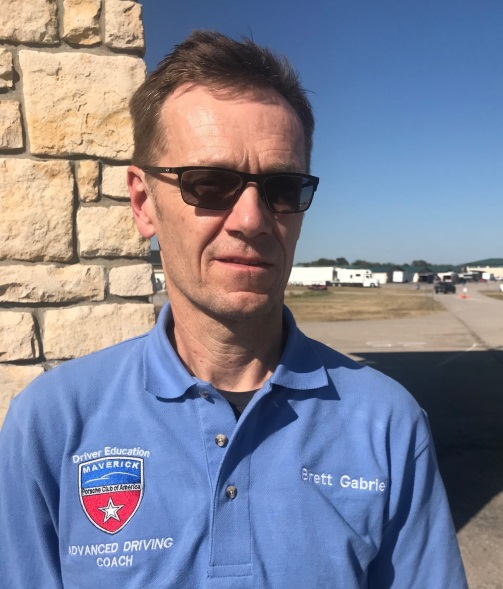 Driver Education
MAVERICK
Porsche Club of America
ADVANCED DRIVING
COACH
Brett Gabrie